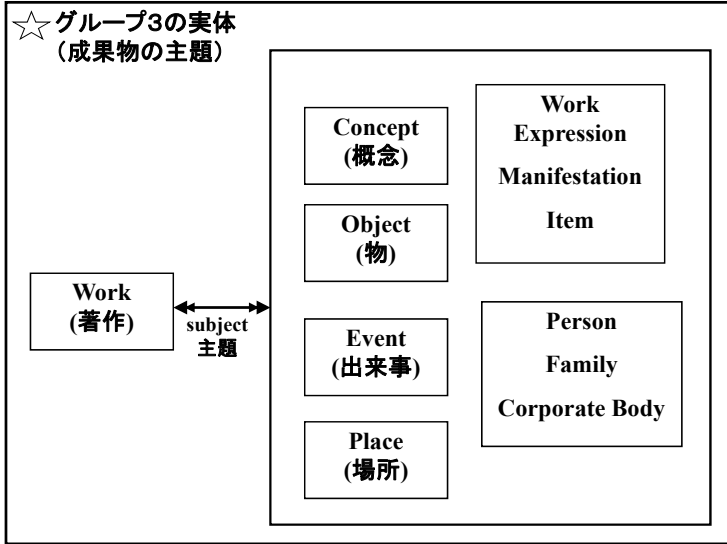 ☆グループ3の実体
(成果物の主題)
Work
(著作)
subject
主題
Concept
(概念)
Object
(物)
Event
(出来事)
Place
(場所)
Work
Expression
Manifestation
Item
Person
Family
Corporate Body